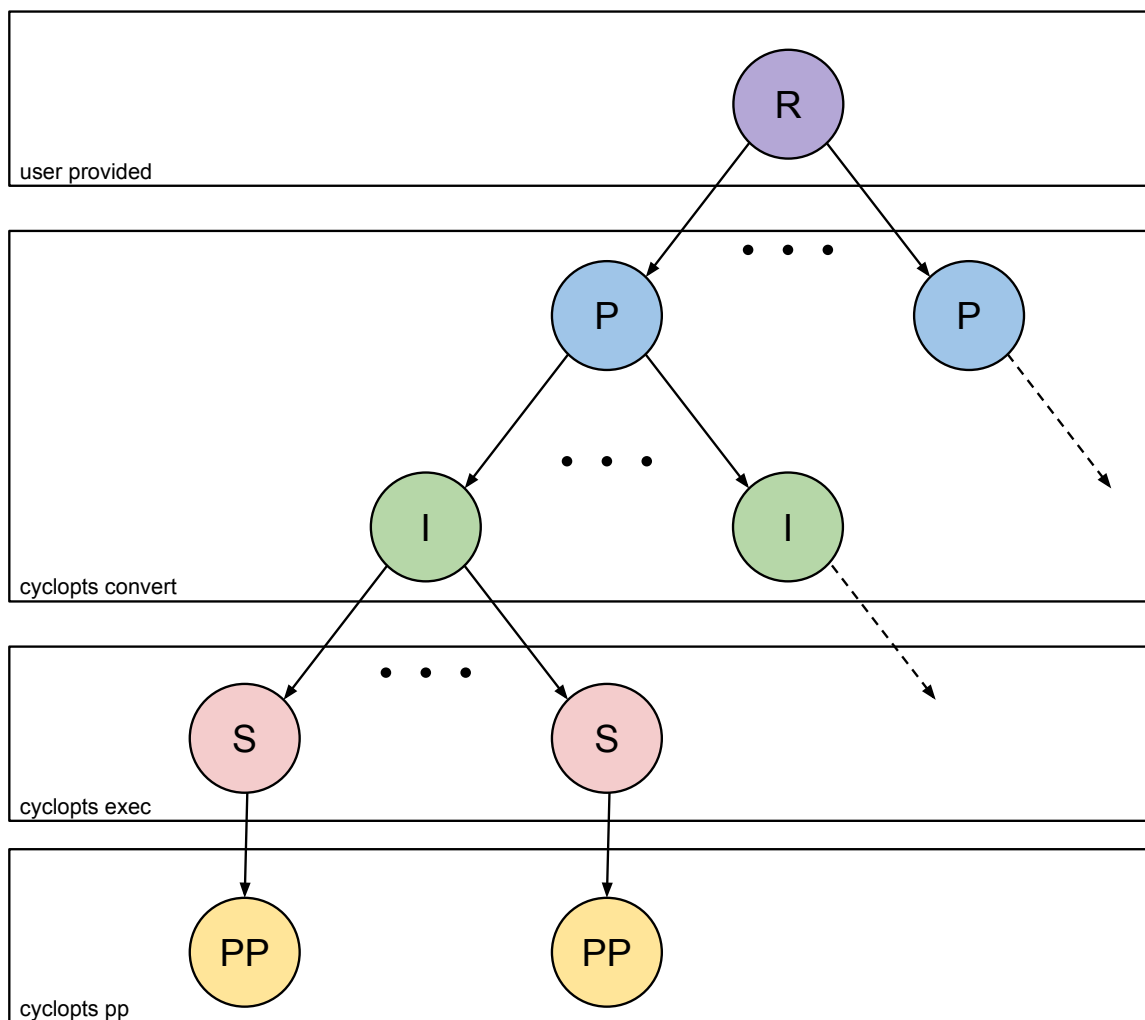 R
user provided
P
P
I
I
cyclopts convert
S
S
cyclopts exec
PP
PP
cyclopts pp